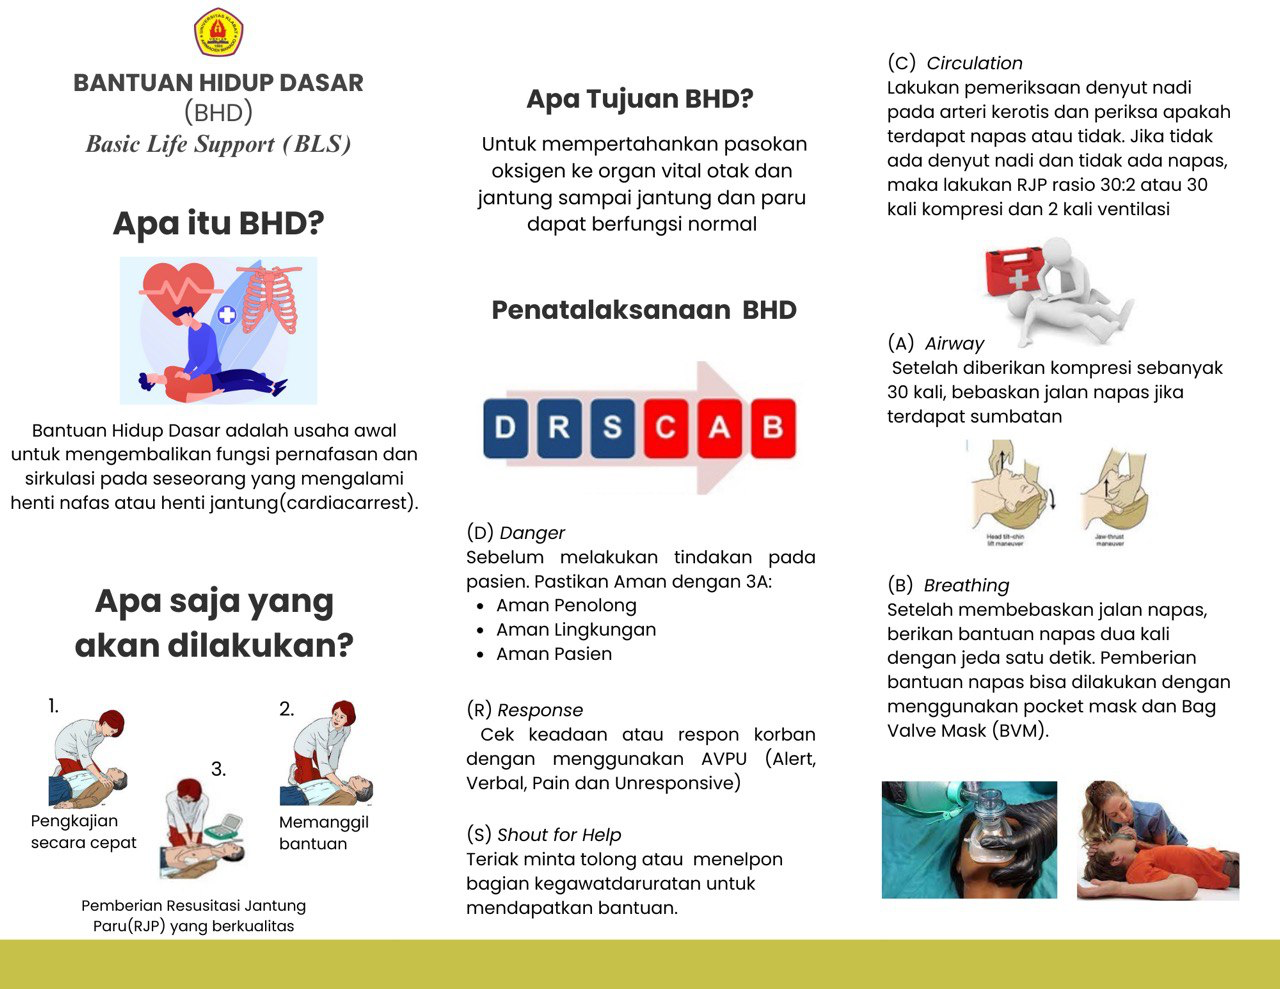 BANTUAN HIDUP DASAR
(BHD)
Basic Life Support (BLS)
Apa itu BHD?
Bantuan Hidup Dasar adalah usaha awal
untuk mengembalikan fungsi pernafasan dan
sirkulasi pada seseorang yang mengalami
henti nafas atau henti jantung(cardiacarrest).
Apa saja yang
akan dilakukan?
1.
Pengkajian
secara cepat
2.
Memanggil
bantuan
3.
Pemberian Resusitasi Jantung
Paru(RJP) yang berkualitas
Apa Tujuan BHD?
Untuk mempertahankan pasokan
oksigen ke organ vital otak dan
jantung sampai jantung dan paru
dapat berfungsi normal
Penatalaksanaan BHD
D R S C A B
(D) Danger
Sebelum melakukan tindakan pada
pasien. Pastikan Aman dengan 3A:
• Aman Penolong
• Aman Lingkungan
• Aman Pasien
(R) Response
Cek keadaan atau respon korban
dengan menggunakan AVPU (Alert,
Verbal, Pain dan Unresponsive)
(S) Shout for Help
Teriak minta tolong atau menelpon
bagian kegawatdaruratan untuk
mendapatkan bantuan.
(C) Circulation
Lakukan pemeriksaan denyut nadi
pada arteri kerotis dan periksa apakah
terdapat napas atau tidak. Jika tidak
ada denyut nadi dan tidak ada napas,
maka lakukan RJP rasio 30:2 atau 30
kali kompresi dan 2 kali ventilasi
(A) Airway
Setelah diberikan kompresi sebanyak
30 kali, bebaskan jalan napas jika
terdapat sumbatan
Head tilt-chin
lift maneuver
Jaw-thrust
maneuver
(B) Breathing
Setelah membebaskan jalan napas,
berikan bantuan napas dua kali
dengan jeda satu detik. Pemberian
bantuan napas bisa dilakukan dengan
menggunakan pocket mask dan Bag
Valve Mask (BVM).